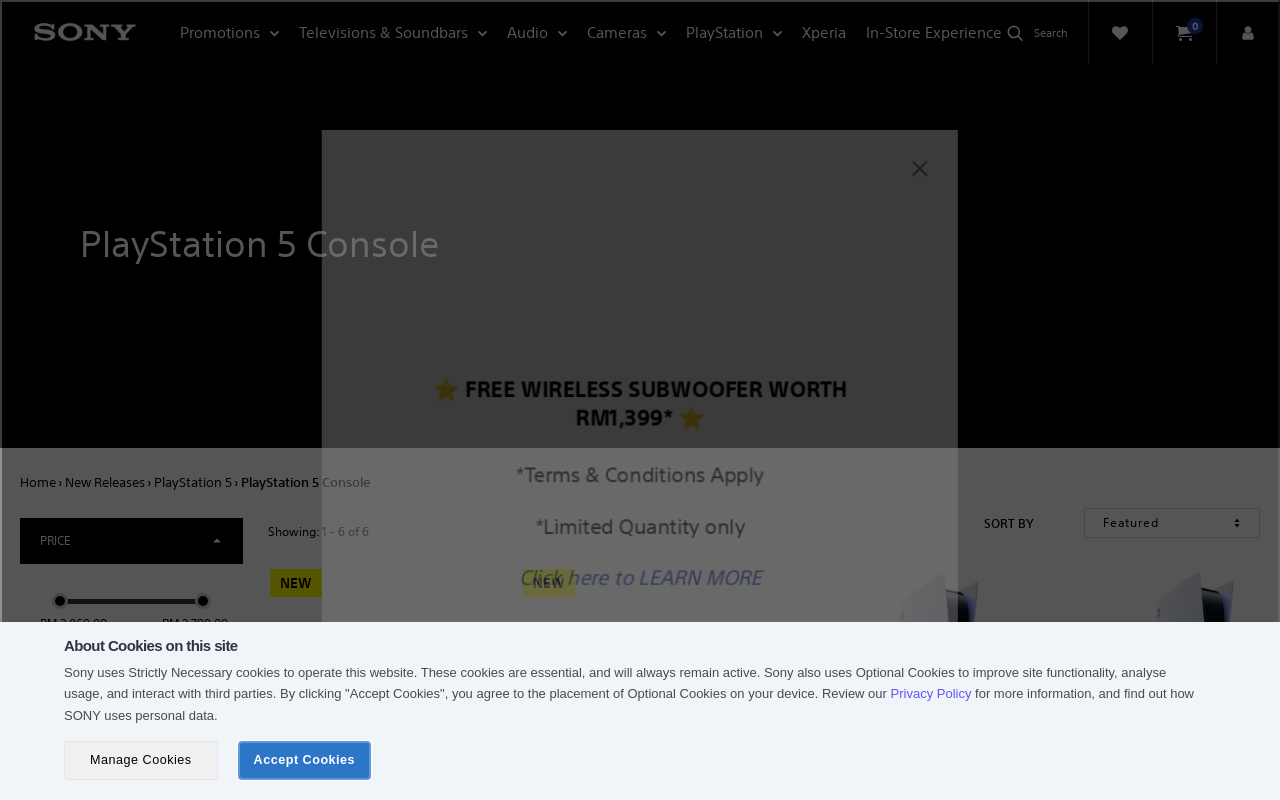 SONY
Promotions
Televisions & Soundbars
Audio
Cameras
PlayStation
Xperia
In-Store Experience
Search
0
PlayStation 5 Console
⭐ FREE WIRELESS SUBWOOFER WORTH
RM1,399* ⭐
*Terms & Conditions Apply
*Limited Quantity only
Click here to LEARN MORE
Home › New Releases › PlayStation 5 › PlayStation 5 Console
PRICE
Showing: 1 - 6 of 6
SORT BY
Featured
NEW
NEW
About Cookies on this site
Sony uses Strictly Necessary cookies to operate this website. These cookies are essential, and will always remain active. Sony also uses Optional Cookies to improve site functionality, analyse
usage, and interact with third parties. By clicking "Accept Cookies", you agree to the placement of Optional Cookies on your device. Review our Privacy Policy for more information, and find out how
SONY uses personal data.
Manage Cookies
Accept Cookies